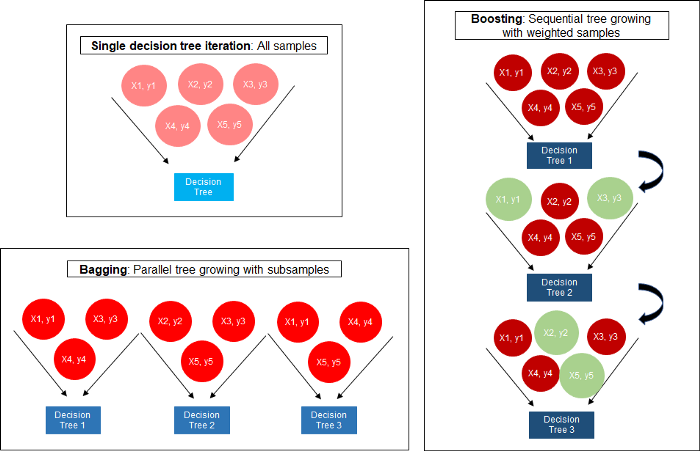 Single decision tree iteration: All samples
X1, y1
X2, y2
X3, y3
X4, y4
X5, y5
Decision
Tree
Bagging: Parallel tree growing with subsamples
X1, y1
X3, y3
X4, y4
Decision
Tree 1
X2, y2
X3, y3
X5, y5
Decision
Tree 2
X1, y1
X4, y4
X5, y5
Decision
Tree 3
Boosting: Sequential tree growing
with weighted samples
X1, y1
X2, y2
X3, y3
X4, y4
X5, y5
Decision
Tree 1
X1, y1
X2, y2
X3, y3
X4, y4
X5, y5
Decision
Tree 2
X1, y1
X2, y2
X3, y3
X4, y4
X5, y5
Decision
Tree 3